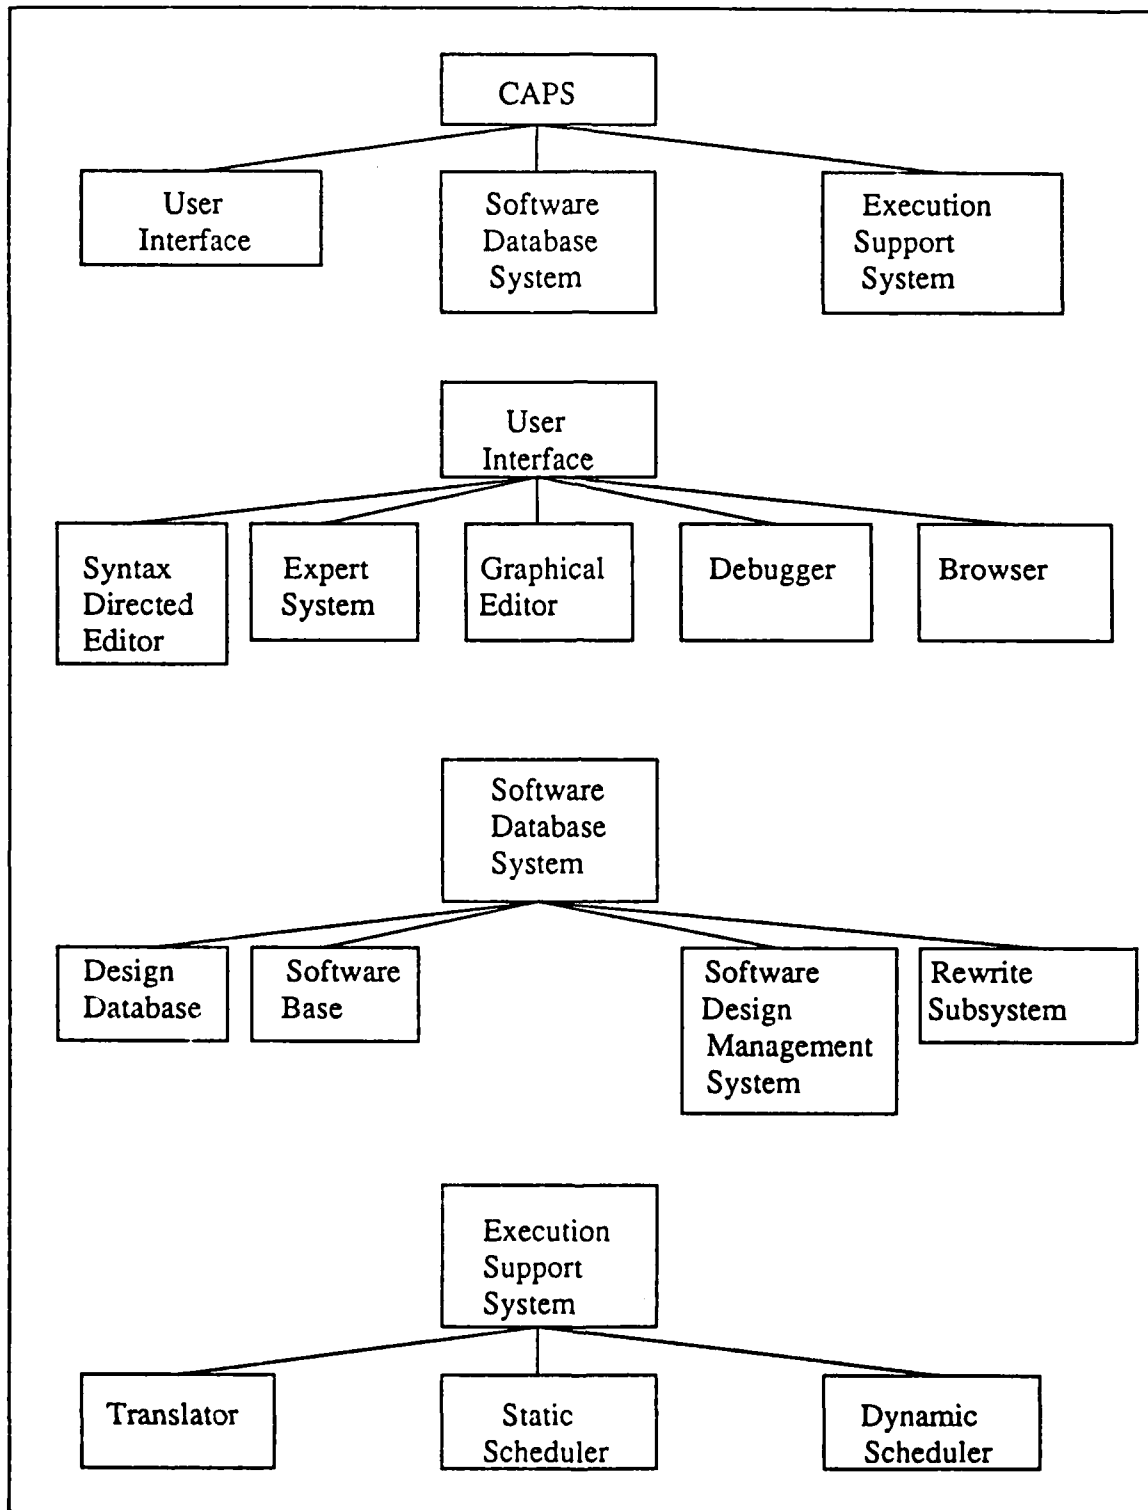 CAPS
User
Interface
Software
Database
System
Execution
Support
System
User
Interface
Syntax
Directed
Editor
Expert
System
Graphical
Editor
Debugger
Browser
Software
Database
System
Design
Database
Software
Base
Software
Design
Management
System
Rewrite
Subsystem
Execution
Support
System
Translator
Static
Scheduler
Dynamic
Scheduler